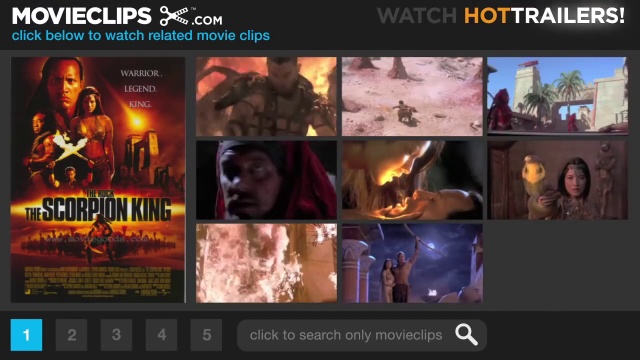 MOVIECLIPS .COM
WATCH HOTTRAILERS!
click below to watch related movie clips
WARRIOR.
LEGEND.
KING.
THE ROCK
THE SCORPION KING
1 2 3 4 5
click to search only movieclips